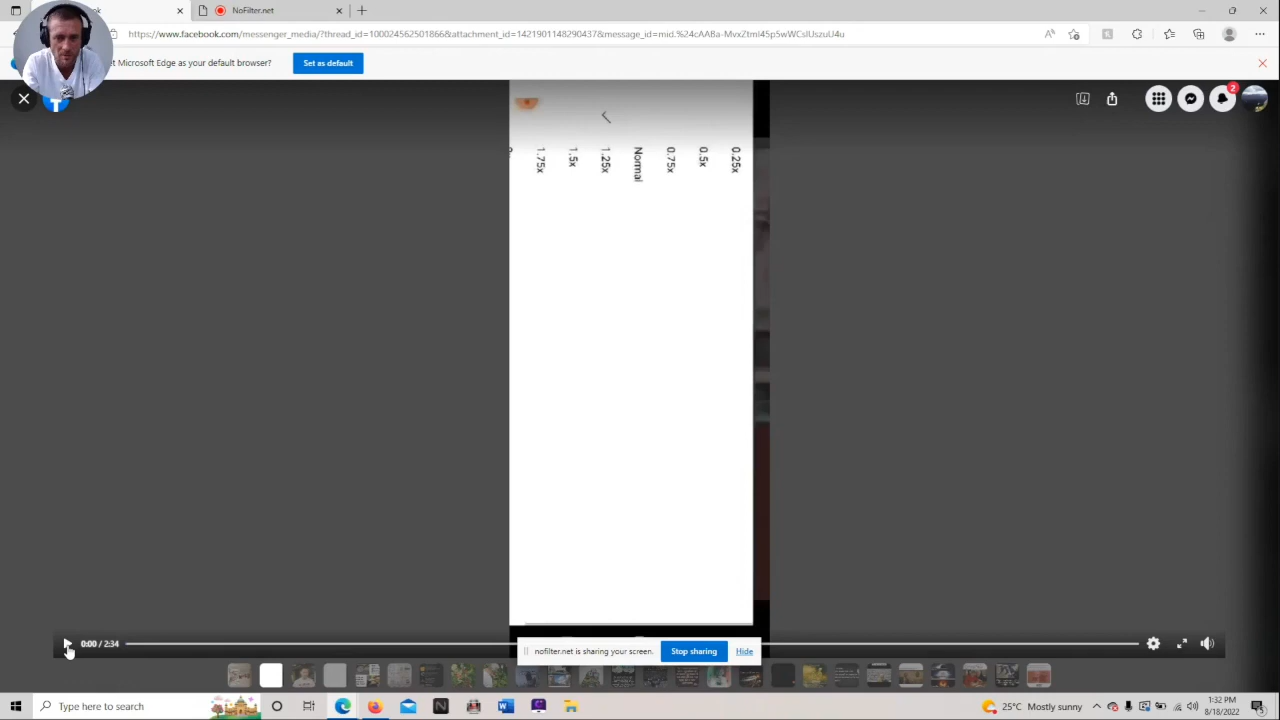 ok
NoFilter.net
https://www.facebook.com/messenger_media/?thread_id=100024562501866&attachment_id=1421901148290437&message_id=mid.%24cAABa-MvxZtmI45p5wWCsIUszuU4u
t Microsoft Edge as your default browser?
Set as default
2
0.25x
0.5x
0.75x
Normal
1.25x
1.5x
1.75x
0:00 / 2:34
nofilter.net is sharing your screen.
Stop sharing
Hide
Type here to search
25°C Mostly sunny
1:32 PM
8/18/2022